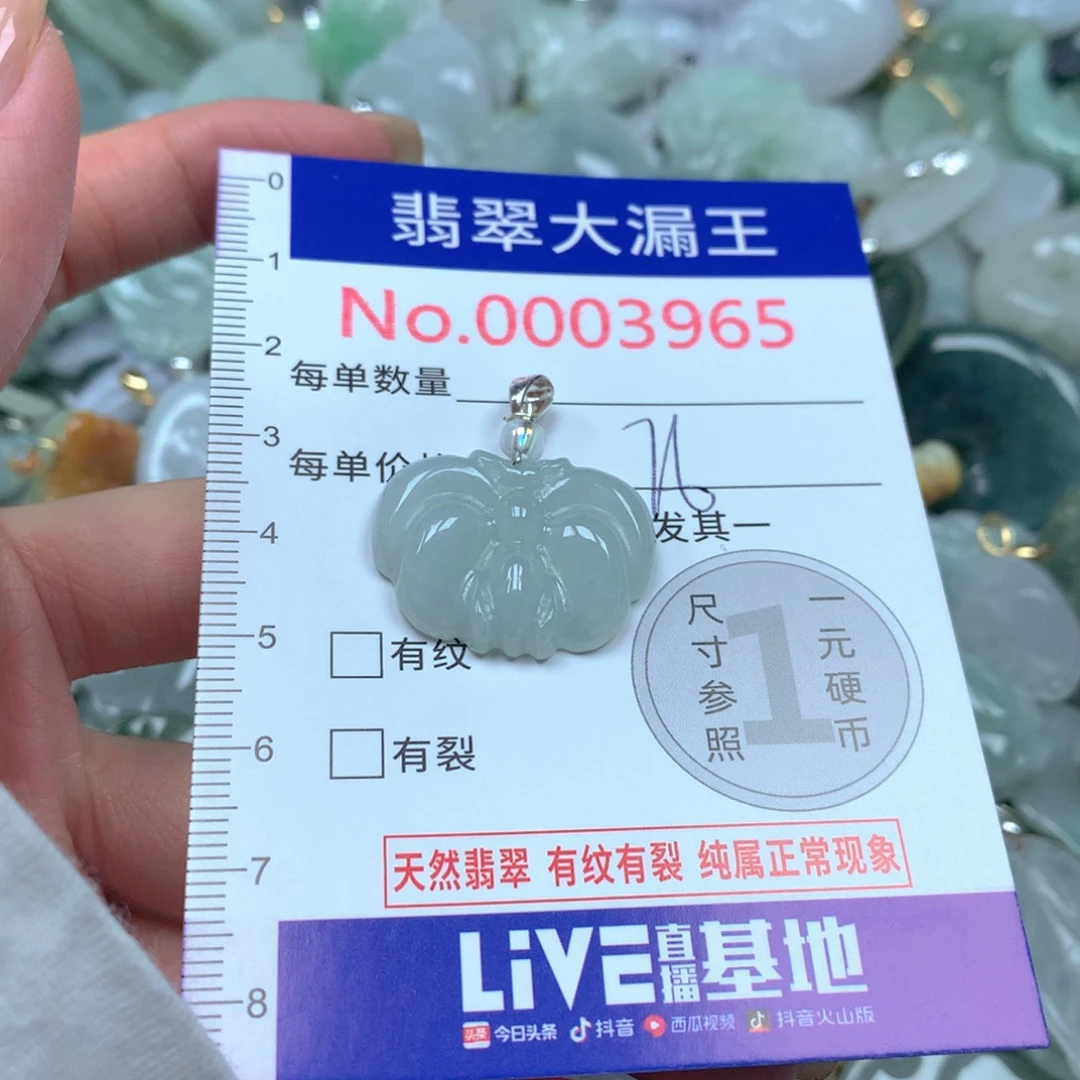 翡翠大漏王
No.0003965
每单数量
每单价
发其一
有纹
有裂
尺寸参照
1
一元硬币
天然翡翠 有纹有裂 纯属正常现象
LiVE直播基地
头条 今日头条 抖音 西瓜视频 抖音火山版
0
1
2
3
4
5
6
7
8